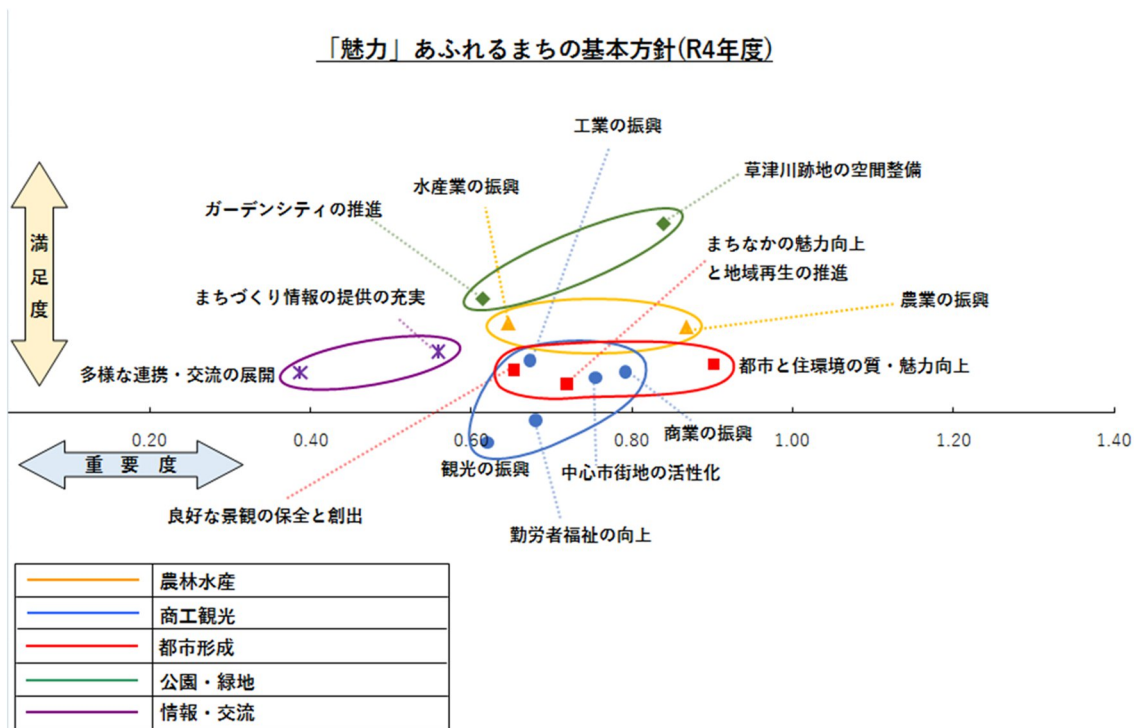 「魅力」あふれるまちの基本方針(R4年度)
工業の振興
草津川跡地の空間整備
水産業の振興
ガーデンシティの推進
まちなかの魅力向上
と地域再生の推進
満足度
まちづくり情報の提供の充実
農業の振興
多様な連携・交流の展開
都市と住環境の質・魅力向上
0.20
0.40
0.60
0.80
1.00
1.20
1.40
商業の振興
重要度
観光の振興
中心市街地の活性化
良好な景観の保全と創出
勤労者福祉の向上
農林水産
商工観光
都市形成
公園・緑地
情報・交流